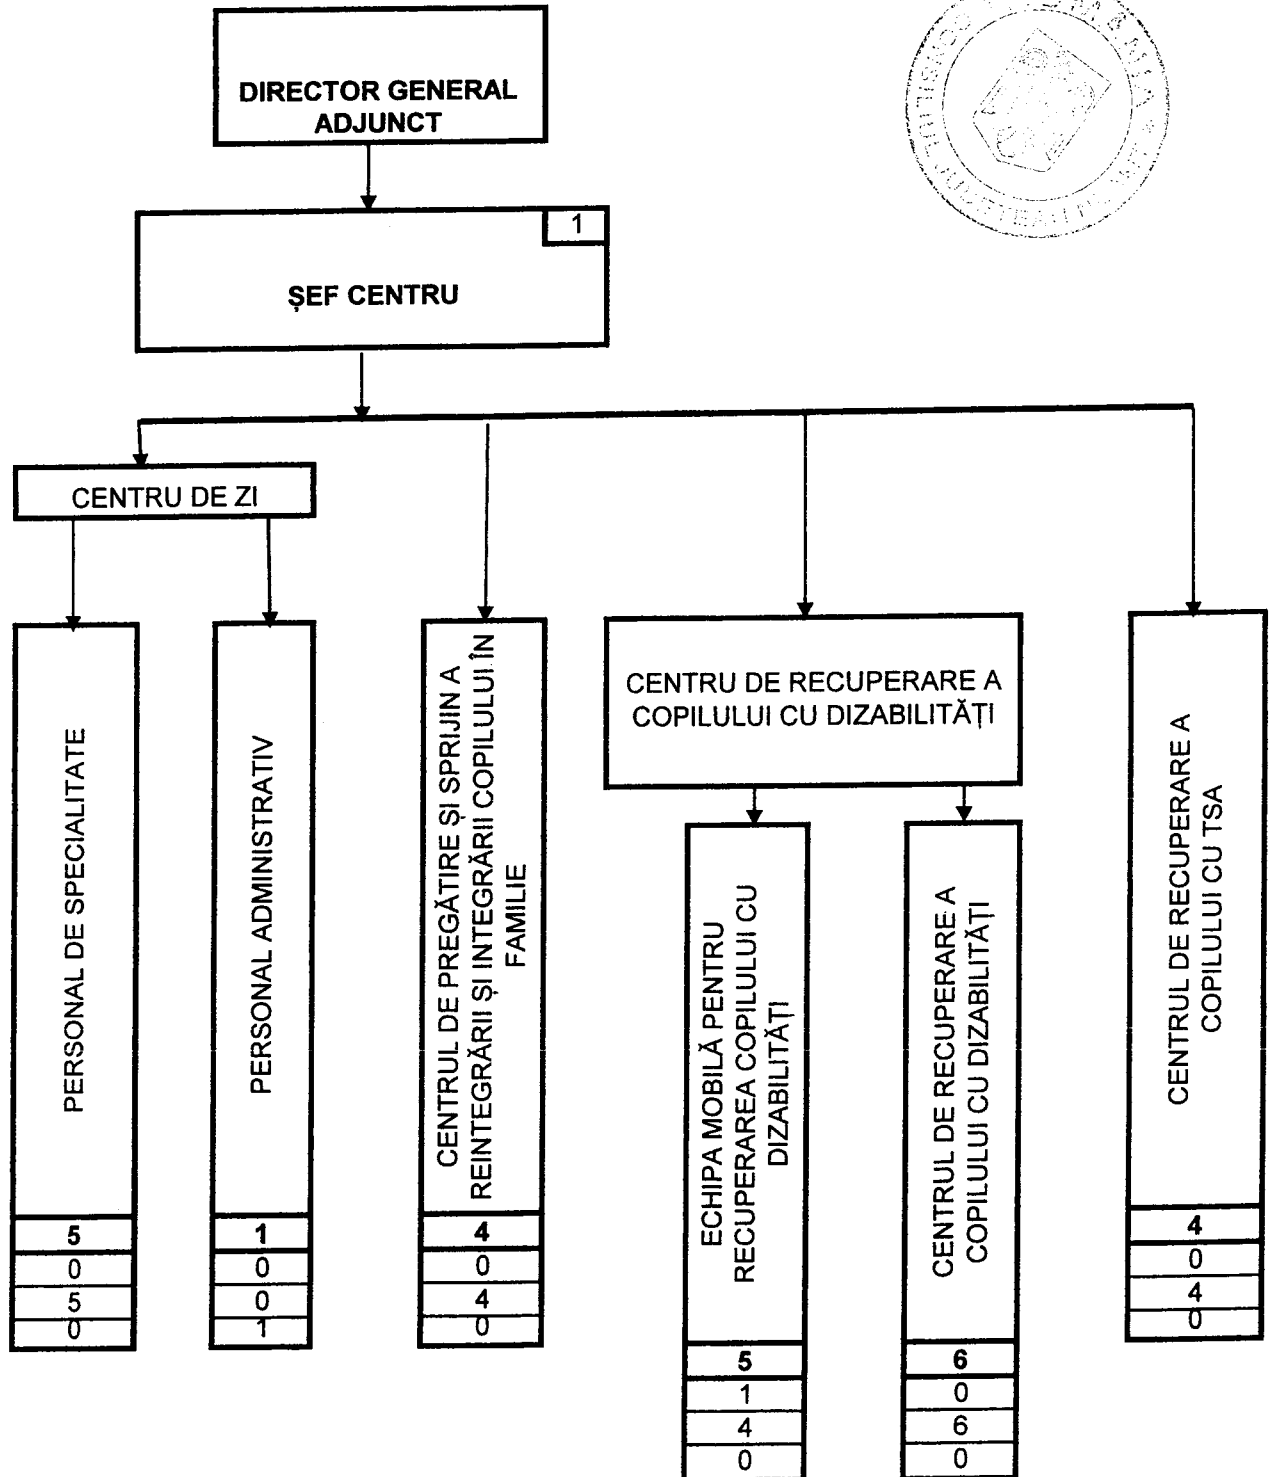 DIRECTOR GENERAL
ADJUNCT
1
ȘEF CENTRU
CENTRU DE ZI
PERSONAL DE SPECIALITATE
5
0
5
0
PERSONAL ADMINISTRATIV
1
0
0
1
CENTRUL DE PREGĂTIRE ȘI SPRIJIN A
REINTEGRĂRII ȘI INTEGRĂRII COPILULUI ÎN
FAMILIE
4
0
4
0
CENTRU DE RECUPERARE A
COPILULUI CU DIZABILITĂȚI
ECHIPA MOBILĂ PENTRU
RECUPERAREA COPILULUI CU
DIZABILITĂȚI
5
1
4
0
CENTRUL DE RECUPERARE A
COPILULUI CU DIZABILITĂȚI
6
0
6
0
CENTRUL DE RECUPERARE A
COPILULUI CU TSA
4
0
4
0